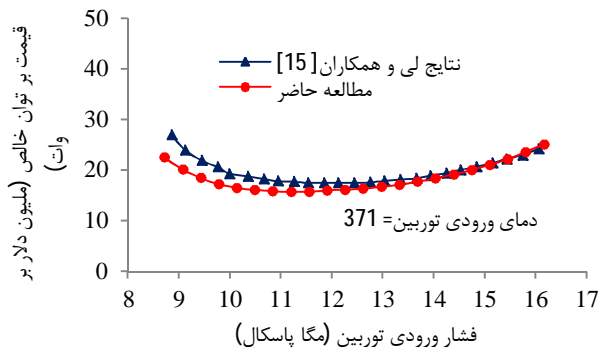 قیمت بر توان خالص (ملیون دلار بر
وات)
50
40
30
20
10
0
نتایج لی و همکاران [15]
مطالعه حاضر
دمای ورودی توربین= 371
8 9 10 11 12 13 14 15 16 17
فشار ورودی توربین (مگا پاسکال)